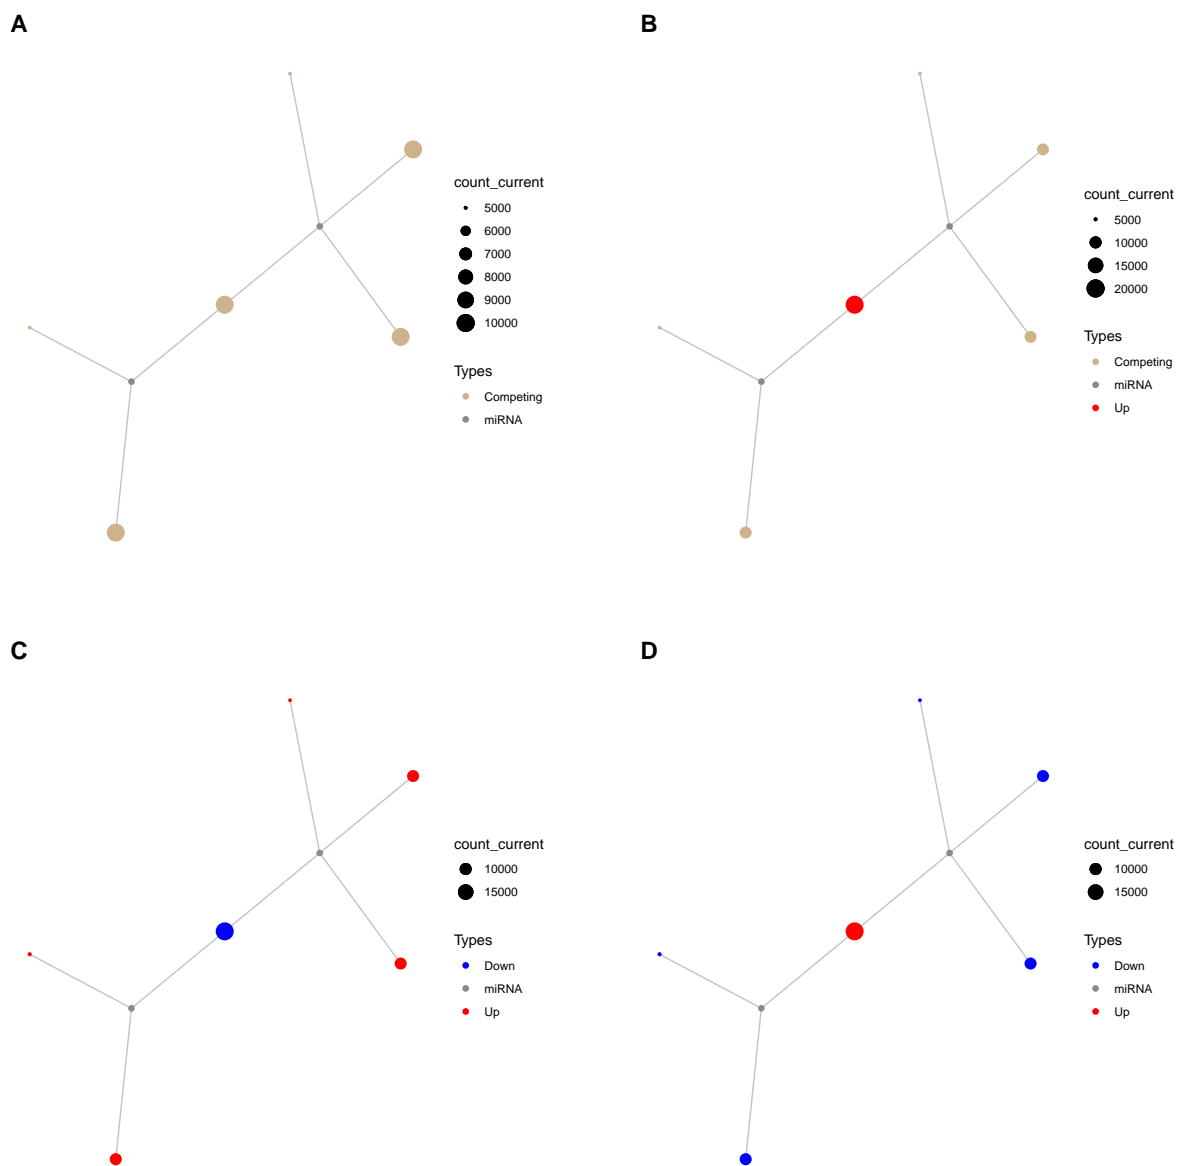 A
count_current
5000
6000
7000
8000
9000
10000
Types
Competing
miRNA
B
count_current
5000
10000
15000
20000
Types
Competing
miRNA
Up
C
count_current
10000
15000
Types
Down
miRNA
Up
D
count_current
10000
15000
Types
Down
miRNA
Up